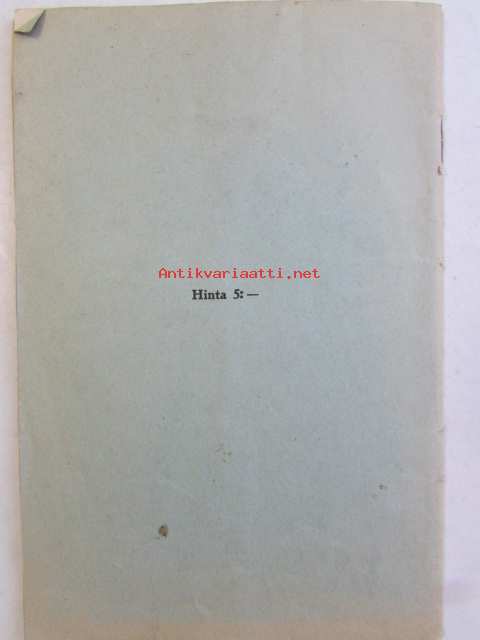 Antikvariaatti.net
Hinta 5: —